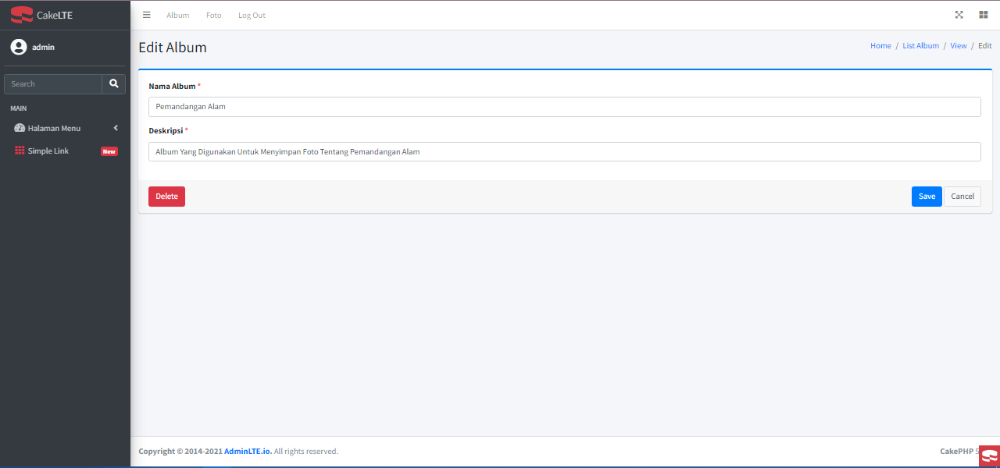 CakeLTE
Album Foto Log Out
admin
Edit Album
Home / List Album / View / Edit
Search
MAIN
Halaman Menu
Simple Link New
Nama Album *
Pemandangan Alam
Deskripsi *
Album Yang Digunakan Untuk Menyimpan Foto Tentang Pemandangan Alam
Delete
Save Cancel
Copyright © 2014-2021 AdminLTE.io. All rights reserved.
CakePHP